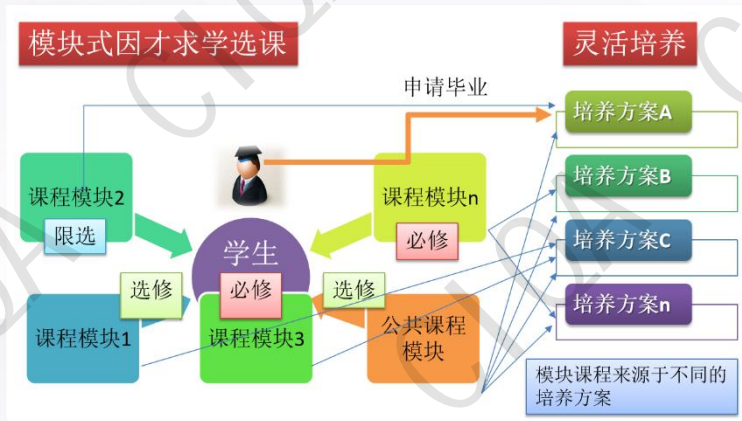 模块式因才求学选课
灵活培养
申请毕业
培养方案A
培养方案B
培养方案C
培养方案n
课程模块2
限选
课程模块n
必修
学生
选修
必修
选修
课程模块1
课程模块3
公共课程
模块
模块课程来源于不同的
培养方案
CIQA